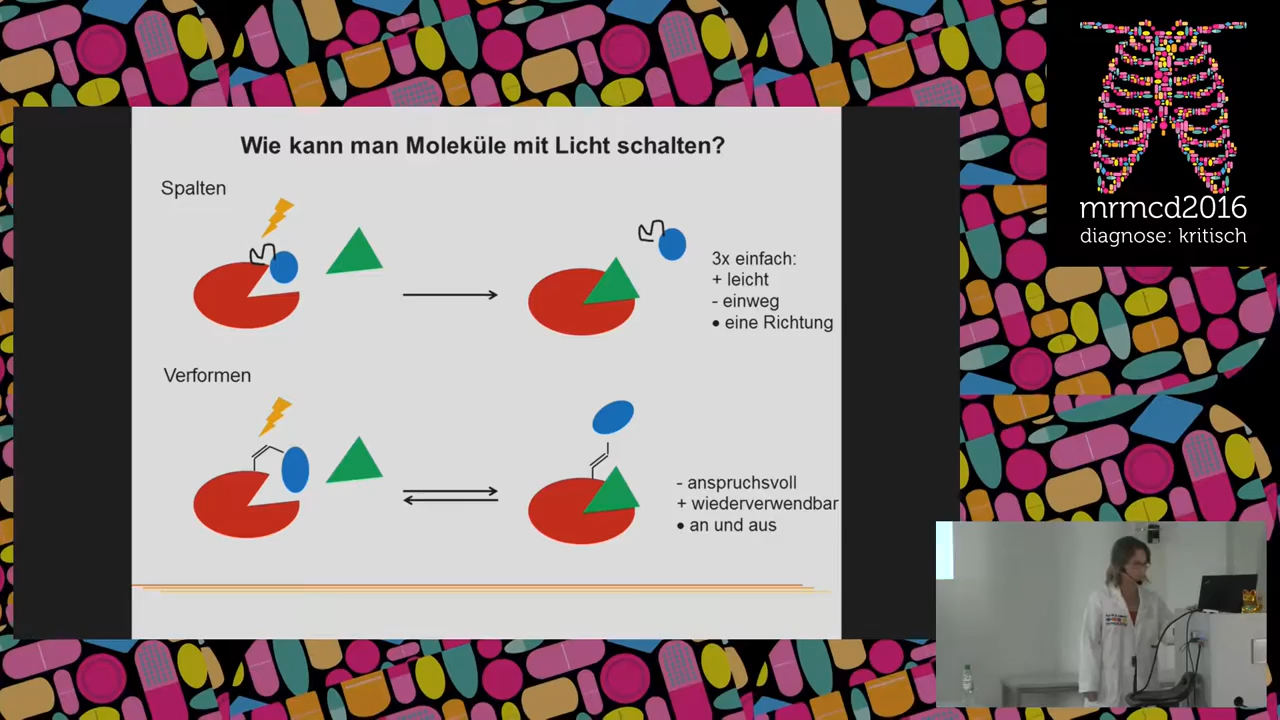 Wie kann man Moleküle mit Licht schalten?
Spalten
3x einfach:
+ leicht
- einweg
• eine Richtung
Verformen
- anspruchsvoll
+ wiederverwendbar
• an und aus
mrmcd2016
diagnose: kritisch